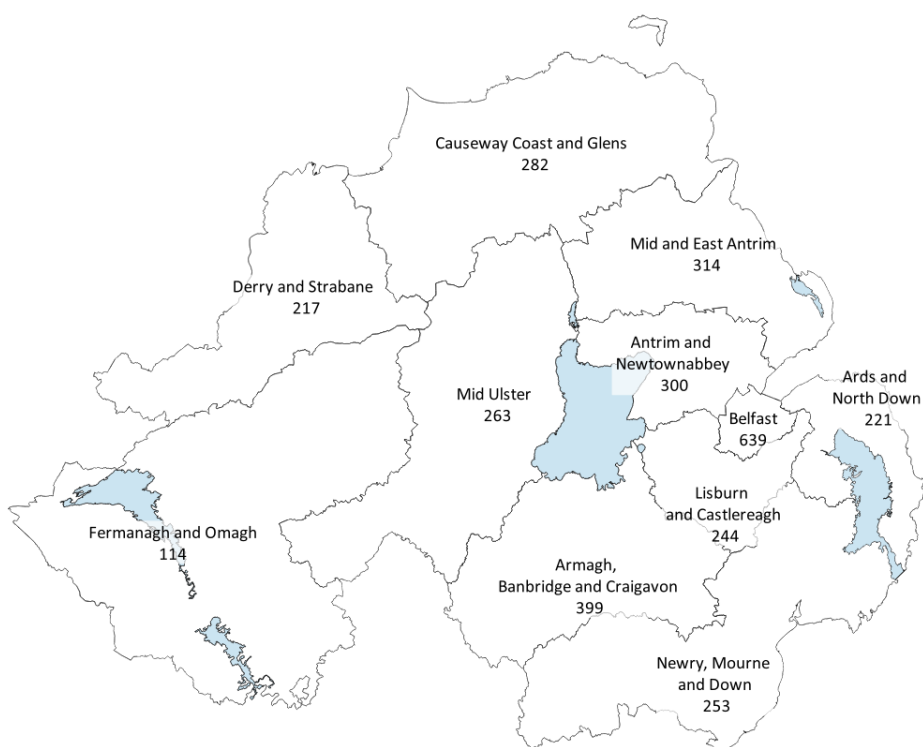 Causeway Coast and Glens
282
Mid and East Antrim
314
Derry and Strabane
217
Antrim and
Newtownabbey
300
Ards and
North Down
221
Mid Ulster
263
Belfast
639
Lisburn
and Castlereagh
244
Fermanagh and Omagh
114
Armagh,
Banbridge and Craigavon
399
Newry, Mourne
and Down
253